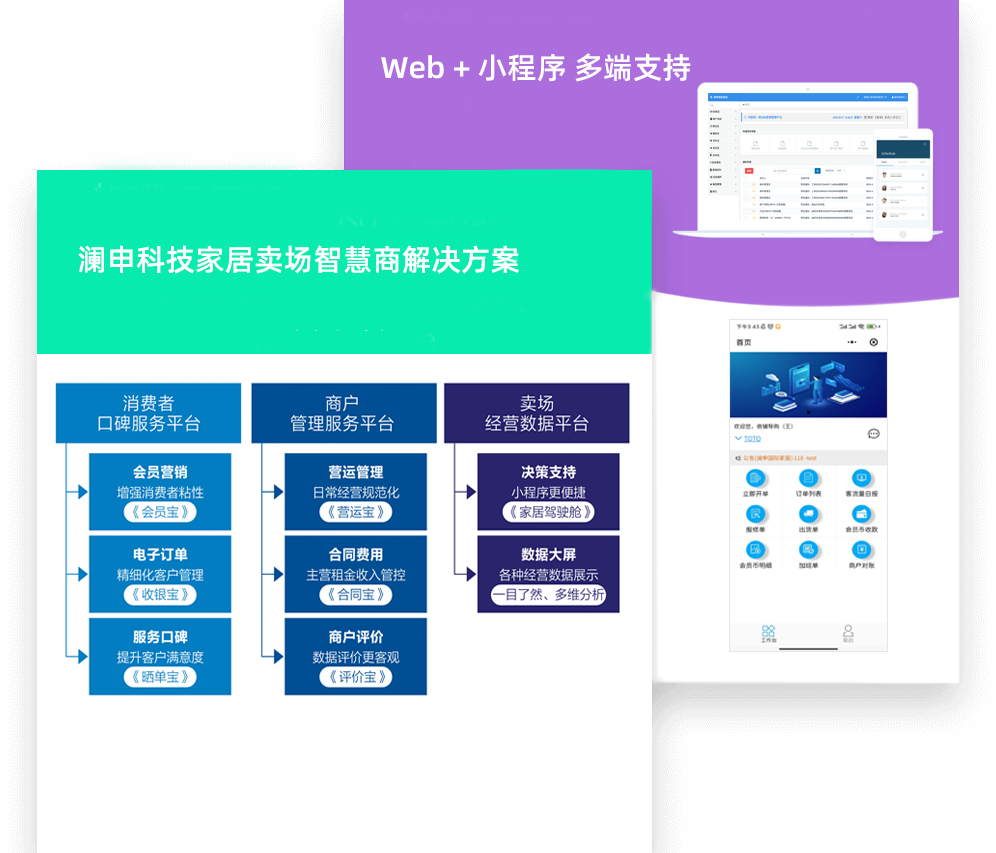 Web + 小程序 多端支持
澜申科技家居卖场智慧商解决方案
消费者
口碑服务平台
会员营销
增强消费者粘性
《会员宝》
电子订单
精细化客户管理
《收银宝》
服务口碑
提升客户满意度
《晒单宝》
商户
管理服务平台
营运管理
日常经营规范化
《营运宝》
合同费用
主营租金收入管控
《合同宝》
商户评价
数据评价更客观
《评价宝》
卖场
经营数据平台
决策支持
小程序更便捷
《家居驾驶舱》
数据大屏
各种经营数据展示
一目了然、多维分析
下午3:43
首页
欢迎您，商铺导购（王）
TOTO
公告(澜申国际家居):118-test
立即开单
订单列表
客流量日报
报修单
出货单
会员币收款
会员币明细
加班单
商户对账
工作台
我的